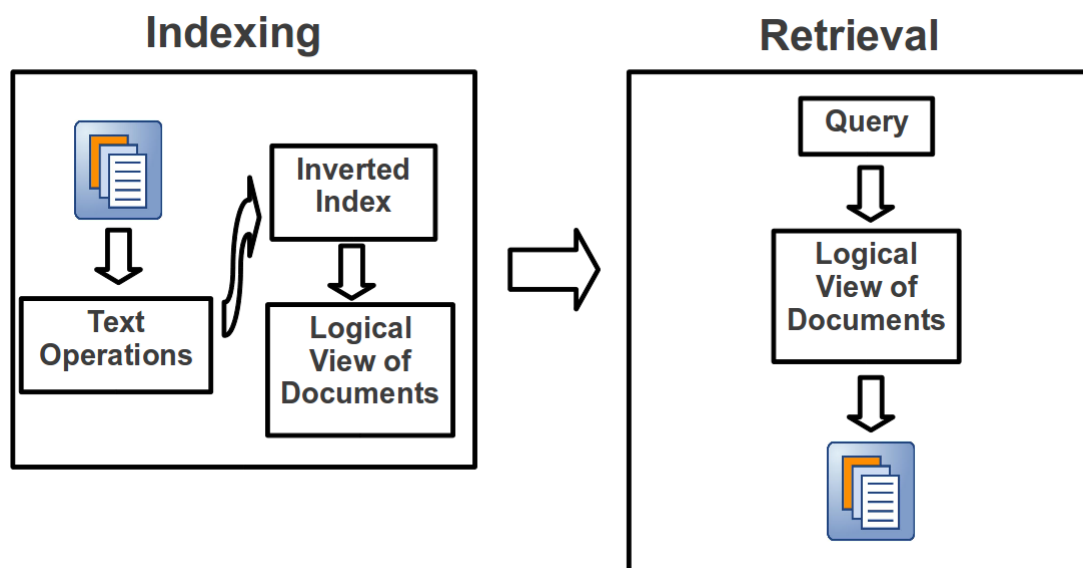 Indexing
Inverted
Index
Text
Operations
Logical
View of
Documents
Retrieval
Query
Logical
View of
Documents